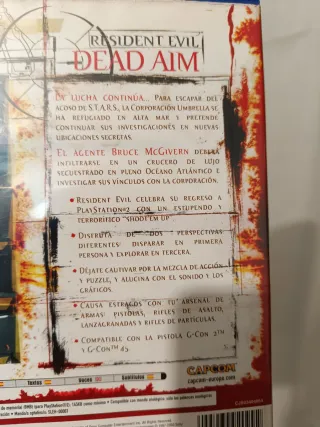 RESIDENT EVIL
DEAD AIM
LA LUCHA CONTINÚA... PARA ESCAPAR DEL
ACOSO DE S.T.A.R.S., LA CORPORACIÓN UMBRELLA SE
HA REFUGIADO EN ALTA MAR Y PRETENDE
CONTINUAR SUS INVESTIGACIONES EN NUEVAS
UBICACIONES SECRETAS.
EL AGENTE BRUCE MCGIVERN DEBERÁ
INFILTRARSE EN UN CRUCERO DE LUJO
SECUESTRADO EN PLENO OCÉANO ATLÁNTICO E
INVESTIGAR SUS VÍNCULOS CON LA CORPORACIÓN.
• RESIDENT EVIL CELEBRA SU REGRESO A
PLAYSTATION®2 CON UN ESTUPENDO Y
TERRORÍFICO "SHOOT'EM UP"
• DISFRUTA DE DOS PERSPECTIVAS
DIFERENTES: DISPARAR EN PRIMERA
PERSONA Y EXPLORAR EN TERCERA.
• DÉJATE CAUTIVAR POR LA MEZCLA DE ACCIÓN
Y PUZZLE, Y ALUCINA CON EL SONIDO Y LOS
GRÁFICOS.
• CAUSA ESTRAGOS CON TU ARSENAL DE
ARMAS: PISTOLAS, RIFLES DE ASALTO,
LANZAGRANADAS Y RIFLES DE PARTÍCULAS.
• COMPATIBLE CON LA PISTOLA G-CON 2™
Y G-CON™ 45
CAPCOM
capcom-europe.com
Textos Voces Subtítulos